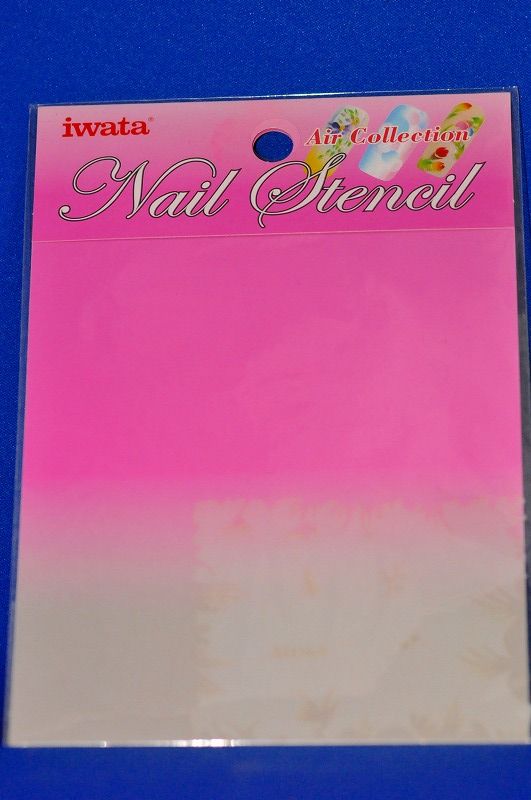 iwata®
Air Collection
Nail Stencil